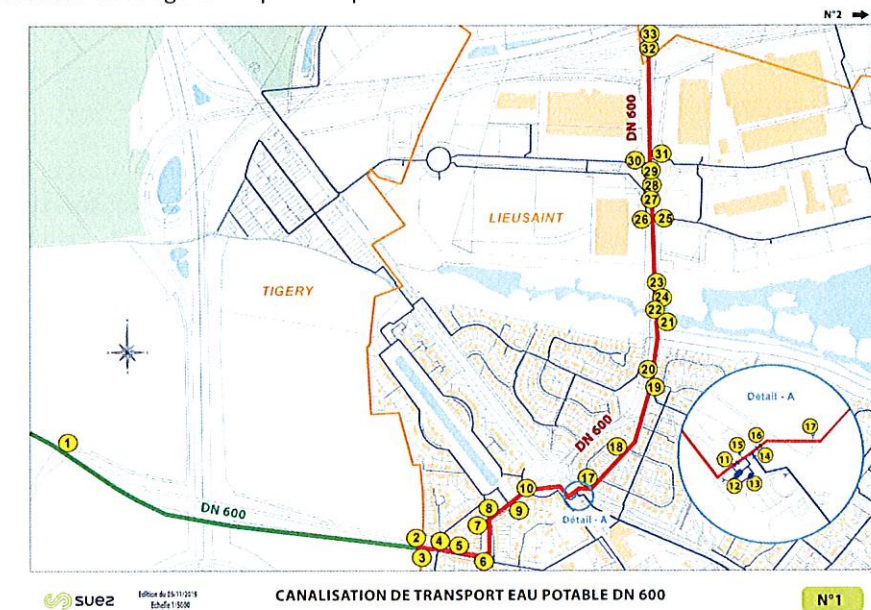 N°2
33
32
DN 600
31
30
29
28
27
26 25
LIEUSAINT
TIGERY
23
24
22
21
20
19
Détail - A
17
16
15
14
11
12 13
1
DN 600
18
DN 600
17
10
9
8
7
Détail - A
2
4
5
3
6
suez
Edition du 05/11/2018
Echelle 1:5000
CANALISATION DE TRANSPORT EAU POTABLE DN 600
N°1